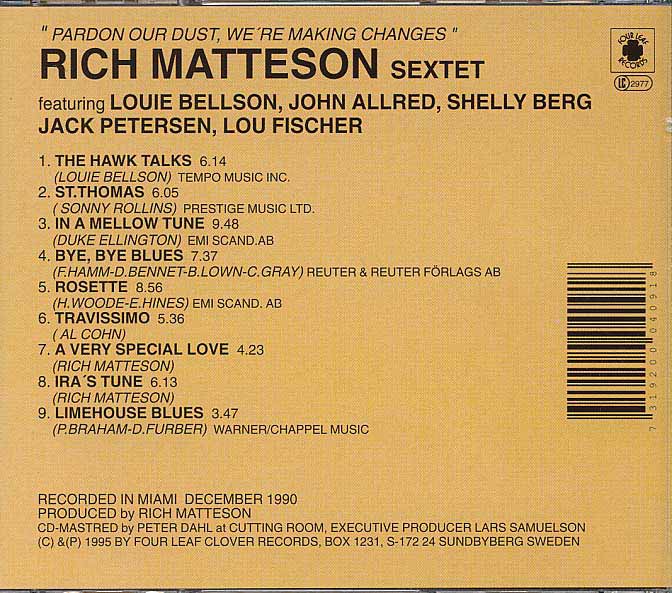 " PARDON OUR DUST, WE´RE MAKING CHANGES "
RICH MATTESON SEXTET
featuring LOUIE BELLSON, JOHN ALLRED, SHELLY BERG
JACK PETERSEN, LOU FISCHER
FOUR LEAF
RECORDS
LC 2977
1. THE HAWK TALKS 6.14
(LOUIE BELLSON) TEMPO MUSIC INC.
2. ST.THOMAS 6.05
( SONNY ROLLINS) PRESTIGE MUSIC LTD.
3. IN A MELLOW TUNE 9.48
(DUKE ELLINGTON) EMI SCAND.AB
4. BYE, BYE BLUES 7.37
(F.HAMM-D.BENNET-B.LOWN-C.GRAY) REUTER & REUTER FÖRLAGS AB
5. ROSETTE 8.56
(H.WOODE-E.HINES) EMI SCAND. AB
6. TRAVISSIMO 5.36
( AL COHN)
7. A VERY SPECIAL LOVE 4.23
(RICH MATTESON)
8. IRA´S TUNE 6.13
(RICH MATTESON)
9. LIMEHOUSE BLUES 3.47
(P.BRAHAM-D.FURBER) WARNER/CHAPPEL MUSIC
7 319200 040918
RECORDED IN MIAMI DECEMBER 1990
PRODUCED by RICH MATTESON
CD-MASTRED by PETER DAHL at CUTTING ROOM, EXECUTIVE PRODUCER LARS SAMUELSON
(C) &(P) 1995 BY FOUR LEAF CLOVER RECORDS, BOX 1231, S-172 24 SUNDBYBERG SWEDEN